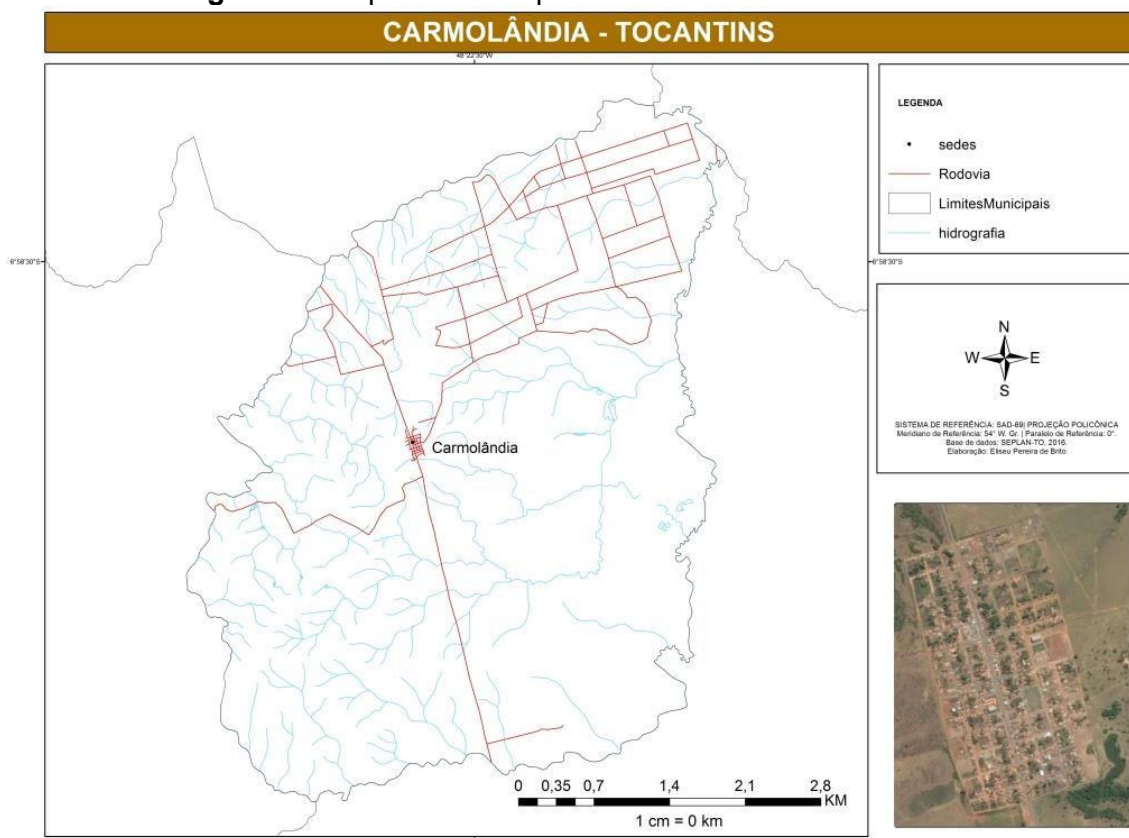 CARMOLÂNDIA - TOCANTINS
48°22'30"W
6°58'30"S
6°58'30"S
LEGENDA
sedes
Rodovia
LimitesMunicipais
hidrografia
N
W E
S
SISTEMA DE REFERÊNCIA: SAD-69| PROJEÇÃO POLICÔNICA
Meridiano de Referência: 54° W. Gr. | Paralelo de Referência: 0°.
Base de dados: SEPLAN-TO, 2016.
Elaboração: Eliseu Pereira de Brito
Carmolândia
0 0,35 0,7 1,4 2,1 2,8
KM
1 cm = 0 km